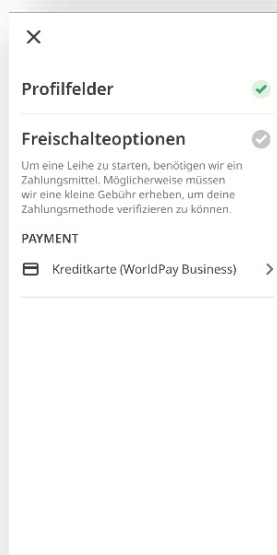 Profilfelder
Freischalteoptionen
Um eine Leihe zu starten, benötigen wir ein
Zahlungsmittel. Möglicherweise müssen
wir eine kleine Gebühr erheben, um deine
Zahlungsmethode verifizieren zu können.
PAYMENT
Kreditkarte (WorldPay Business)